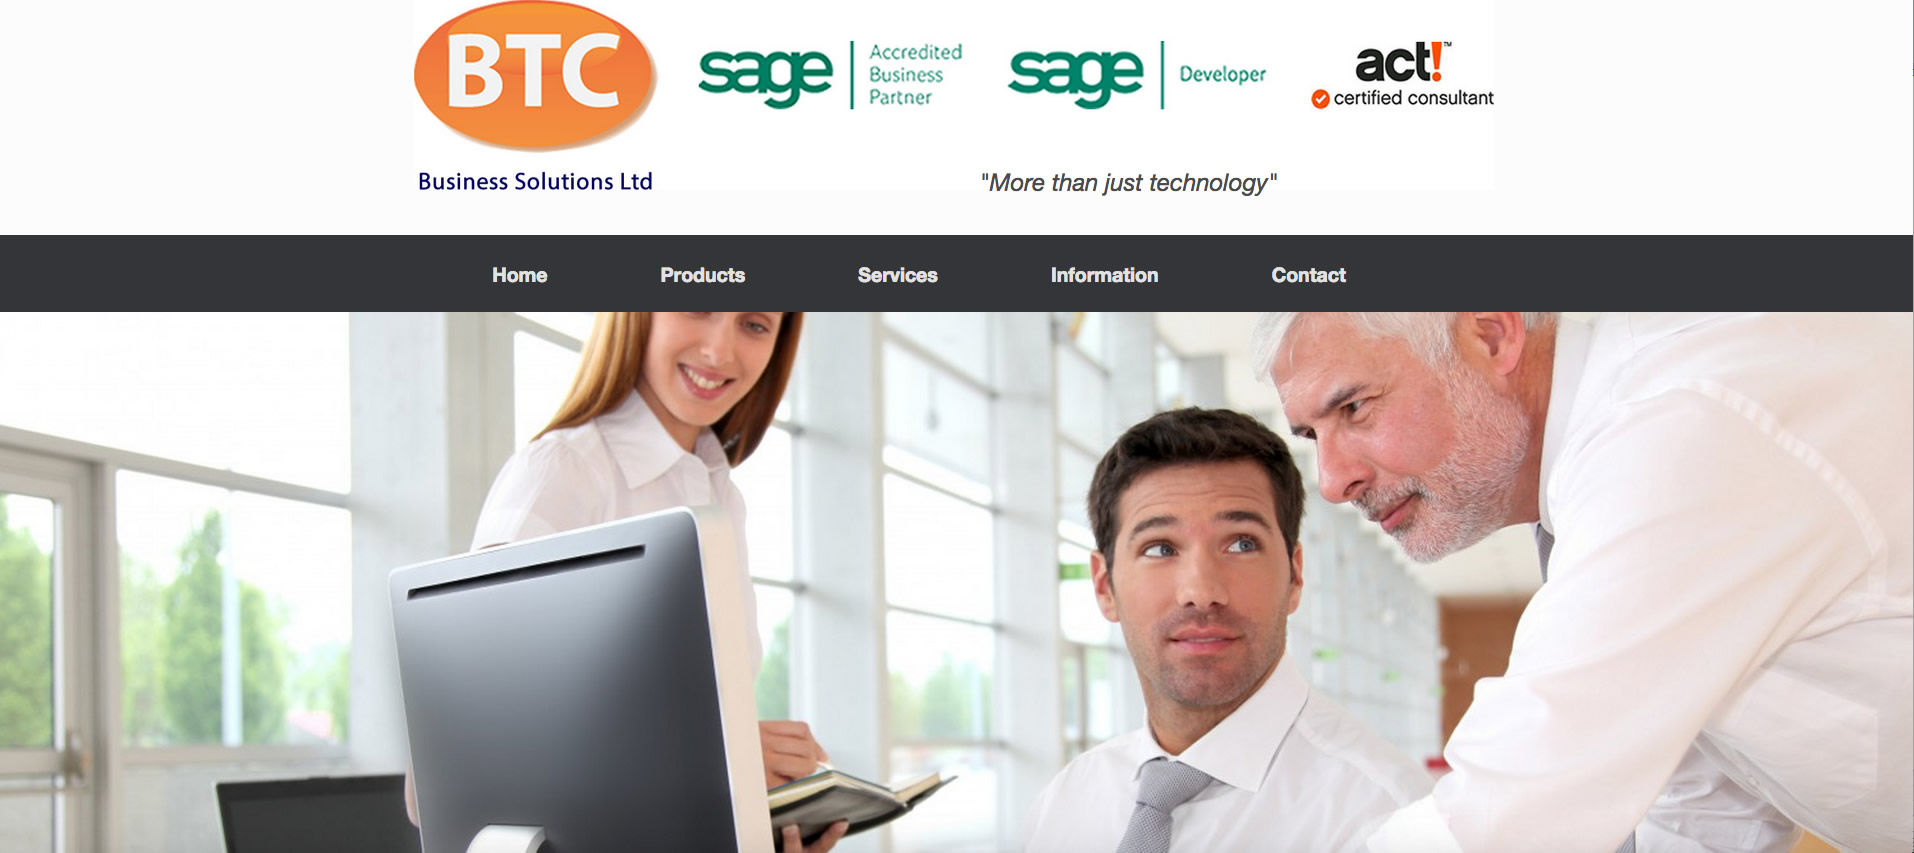 BTC
Business Solutions Ltd
sage
Accredited
Business
Partner
sage
Developer
act!™
certified consultant
"More than just technology"
Home
Products
Services
Information
Contact